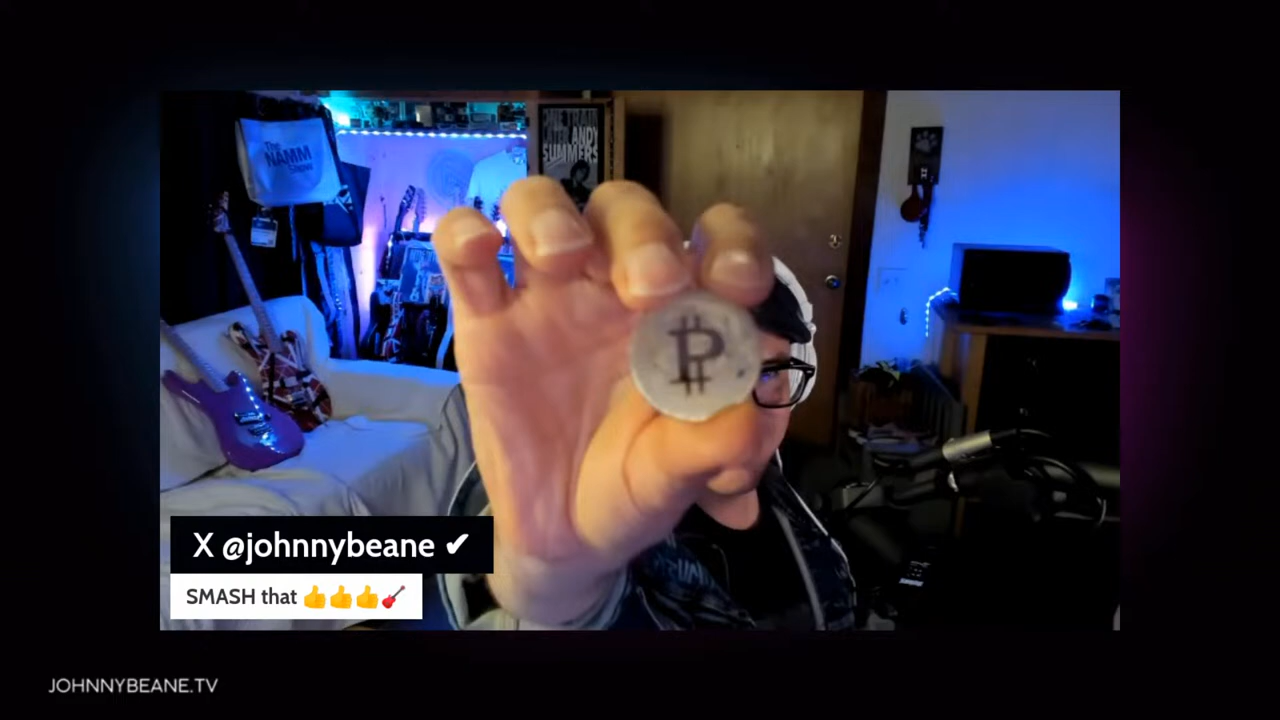 The
NAMM
Show
ONE TRAIN
LATER ANDY
SUMMERS
X @johnnybeane ✔
SMASH that 👍👍👍🎸
JOHNNYBEANE.TV